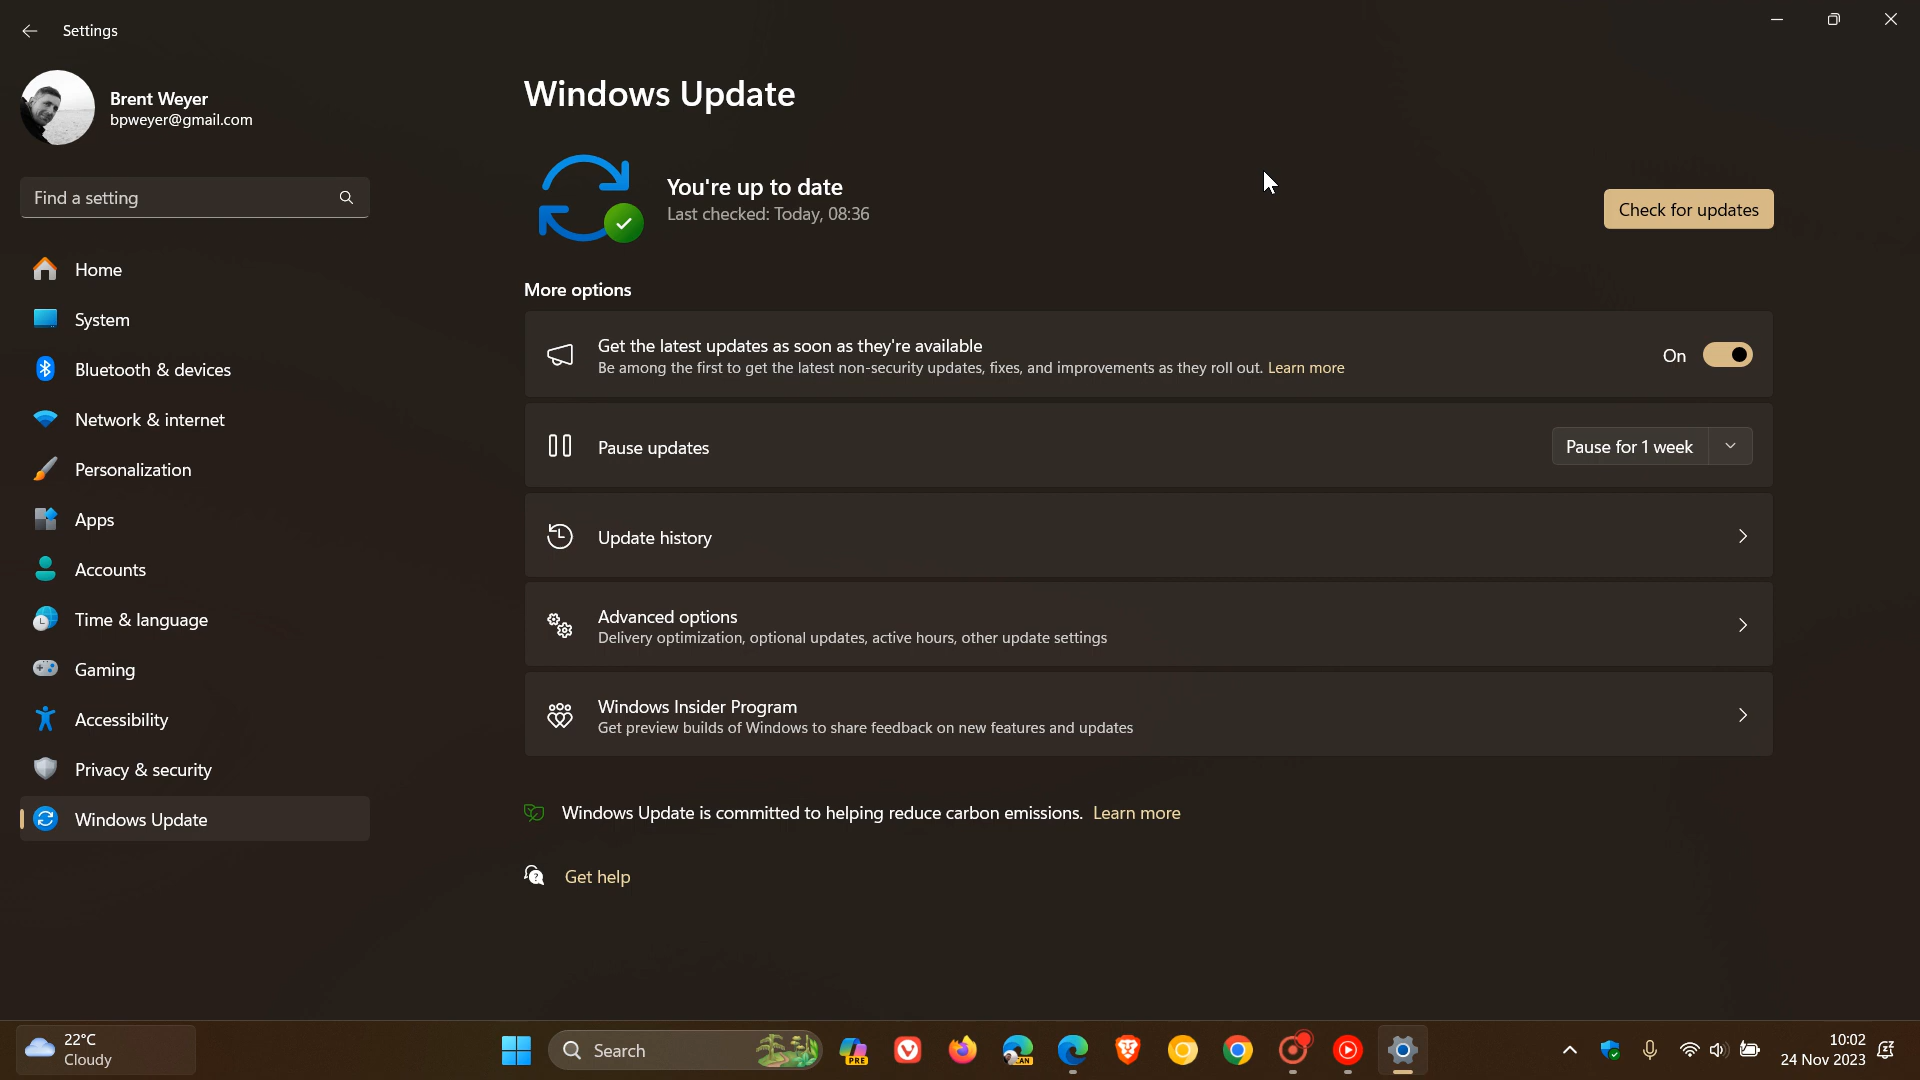 Settings
Brent Weyer
bpweyer@gmail.com
Find a setting
Home
System
Bluetooth & devices
Network & internet
Personalization
Apps
Accounts
Time & language
Gaming
Accessibility
Privacy & security
Windows Update
Windows Update
You're up to date
Last checked: Today, 08:36
Check for updates
More options
Get the latest updates as soon as they're available
Be among the first to get the latest non-security updates, fixes, and improvements as they roll out. Learn more
On
Pause updates
Pause for 1 week
Update history
Advanced options
Delivery optimization, optional updates, active hours, other update settings
Windows Insider Program
Get preview builds of Windows to share feedback on new features and updates
Windows Update is committed to helping reduce carbon emissions. Learn more
Get help
22°C
Cloudy
Search
PRE
CAN
10:02
24 Nov 2023